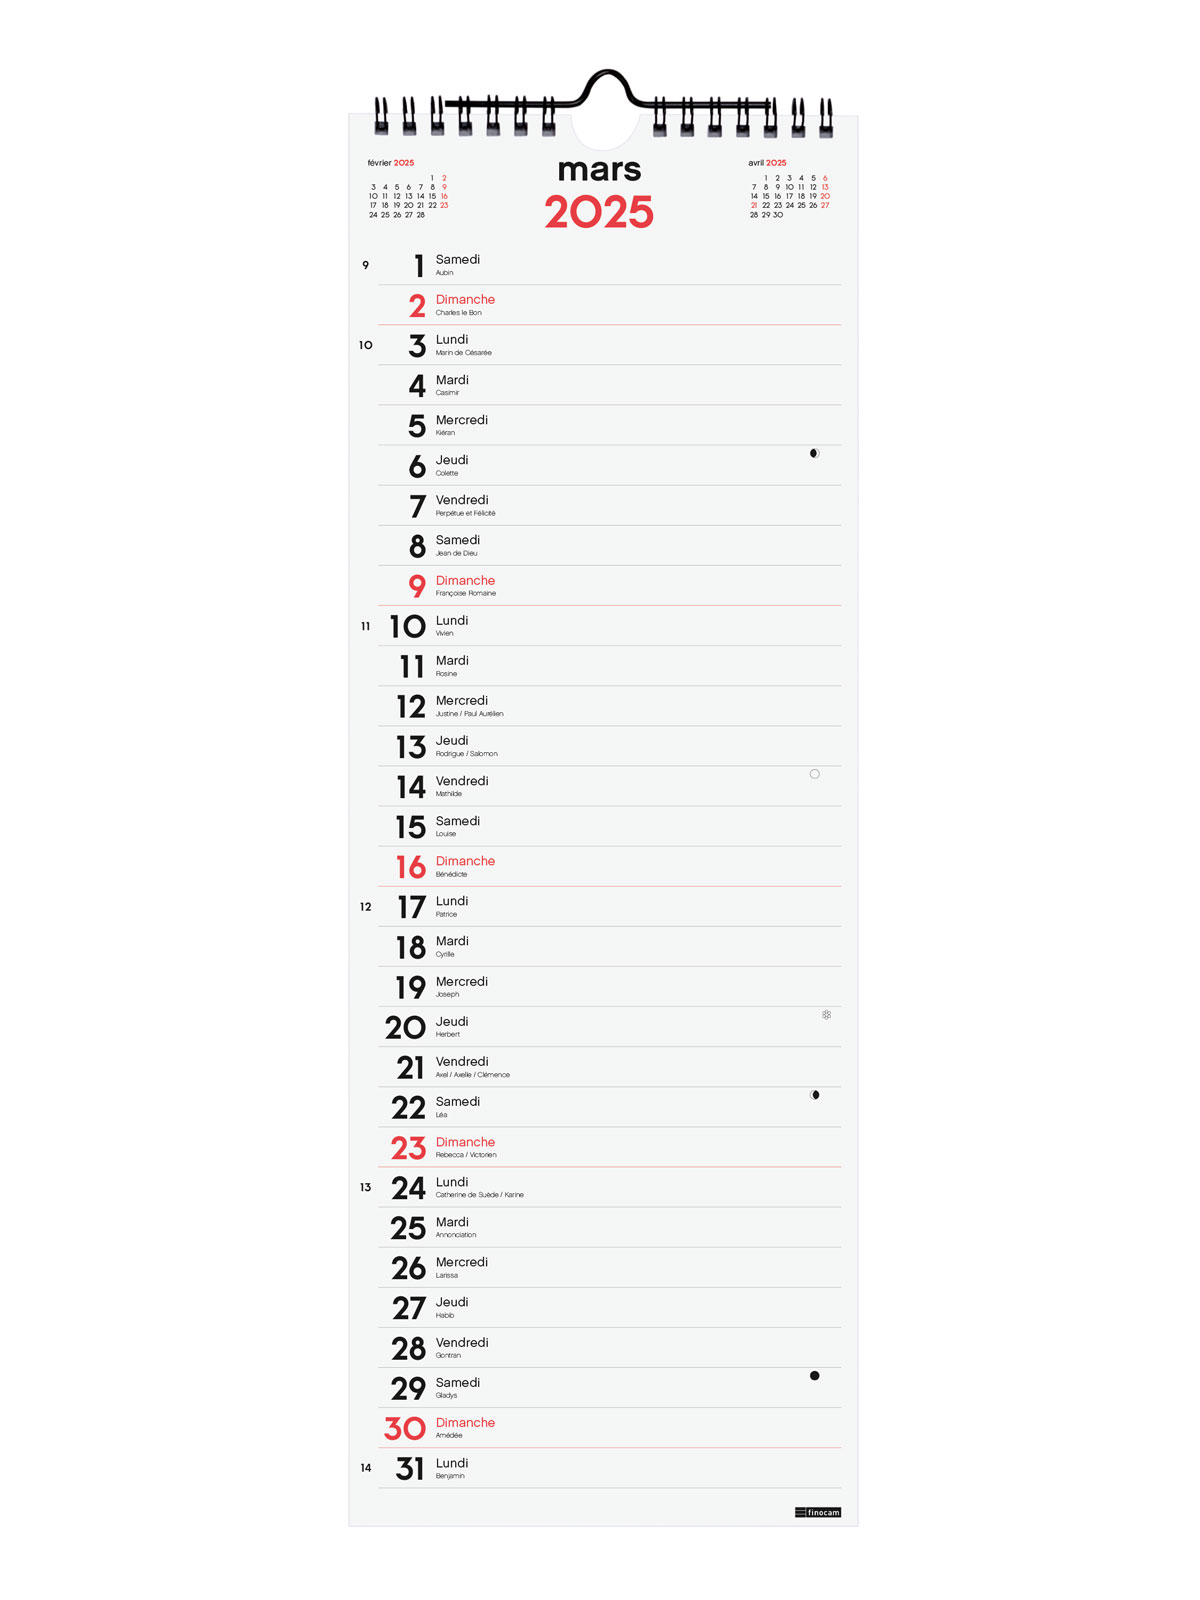 mars
2025
février 2025
1 2
3 4 5 6 7 8 9
10 11 12 13 14 15 16
17 18 19 20 21 22 23
24 25 26 27 28
avril 2025
1 2 3 4 5 6
7 8 9 10 11 12 13
14 15 16 17 18 19 20
21 22 23 24 25 26 27
28 29 30
9 1 Samedi
Aubin
2 Dimanche
Charles le Bon
10 3 Lundi
Marin de Césarée
4 Mardi
Casimir
5 Mercredi
Kiéran
6 Jeudi
Colette
7 Vendredi
Perpétue et Félicité
8 Samedi
Jean de Dieu
9 Dimanche
Françoise Romaine
11 10 Lundi
Vivien
11 Mardi
Rosine
12 Mercredi
Justine / Paul Aurélien
13 Jeudi
Rodrigue / Salomon
14 Vendredi
Mathilde
15 Samedi
Louise
16 Dimanche
Bénédicte
12 17 Lundi
Patrice
18 Mardi
Cyrille
19 Mercredi
Joseph
20 Jeudi
Herbert
21 Vendredi
Axel / Axelle / Clémence
22 Samedi
Léa
23 Dimanche
Rebecca / Victorien
13 24 Lundi
Catherine de Suède / Karine
25 Mardi
Annonciation
26 Mercredi
Larissa
27 Jeudi
Habib
28 Vendredi
Gontran
29 Samedi
Gladys
30 Dimanche
Amédée
14 31 Lundi
Benjamin
finocam